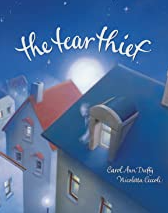 the tear thief
Carol Ann Duffy
Nicoletta Ceccoli